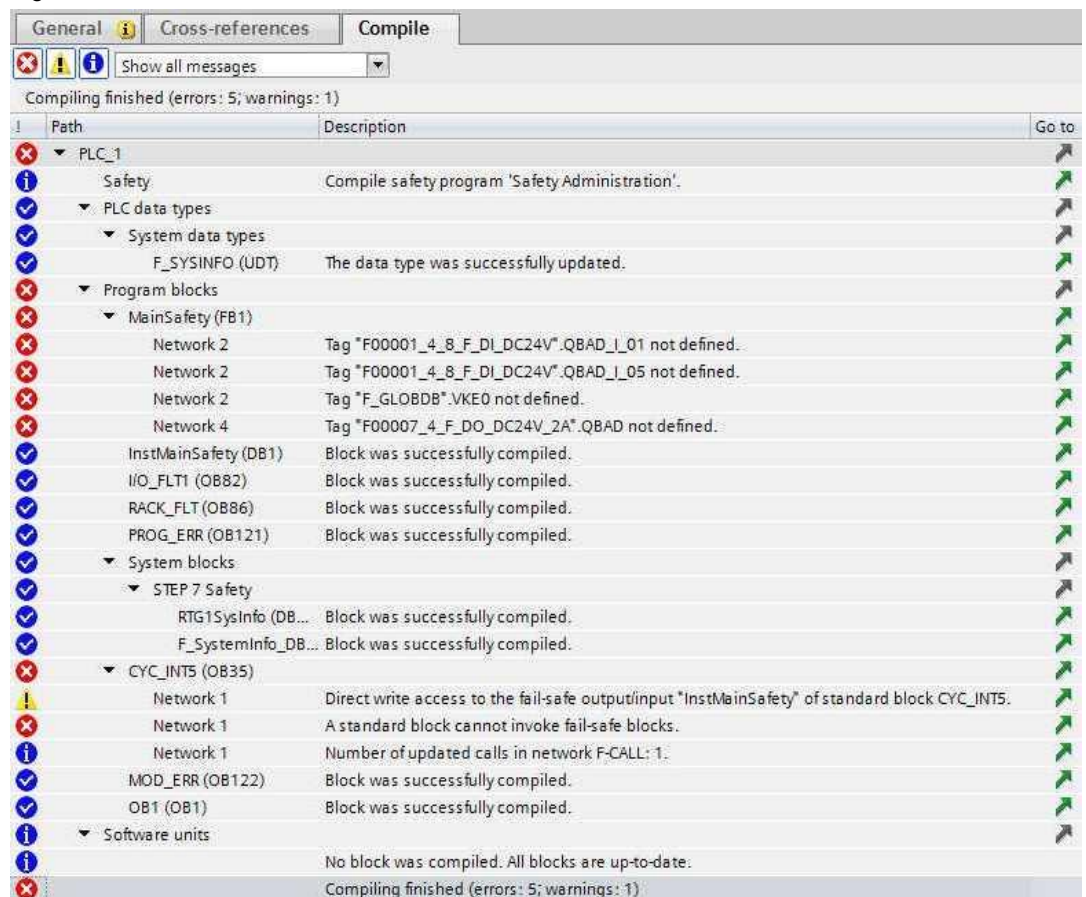 General Cross-references Compile
Show all messages
Compiling finished (errors: 5; warnings: 1)
! Path Description Go to
PLC_1
Safety Compile safety program 'Safety Administration'.
PLC data types
System data types
F_SYSINFO (UDT) The data type was successfully updated.
Program blocks
MainSafety (FB1)
Network 2 Tag "F00001_4_8_F_DI_DC24V".QBAD_I_01 not defined.
Network 2 Tag "F00001_4_8_F_DI_DC24V".QBAD_I_05 not defined.
Network 2 Tag "F_GLOBDB".VKE0 not defined.
Network 4 Tag "F00007_4_F_DO_DC24V_2A".QBAD not defined.
InstMainSafety (DB1) Block was successfully compiled.
I/O_FLT1 (OB82) Block was successfully compiled.
RACK_FLT (OB86) Block was successfully compiled.
PROG_ERR (OB121) Block was successfully compiled.
System blocks
STEP 7 Safety
RTG1SysInfo (DB... Block was successfully compiled.
F_SystemInfo_DB... Block was successfully compiled.
CYC_INT5 (OB35)
Network 1 Direct write access to the fail-safe output/input "InstMainSafety" of standard block CYC_INT5.
Network 1 A standard block cannot invoke fail-safe blocks.
Network 1 Number of updated calls in network F-CALL: 1.
MOD_ERR (OB122) Block was successfully compiled.
OB1 (OB1) Block was successfully compiled.
Software units
No block was compiled. All blocks are up-to-date.
Compiling finished (errors: 5; warnings: 1)